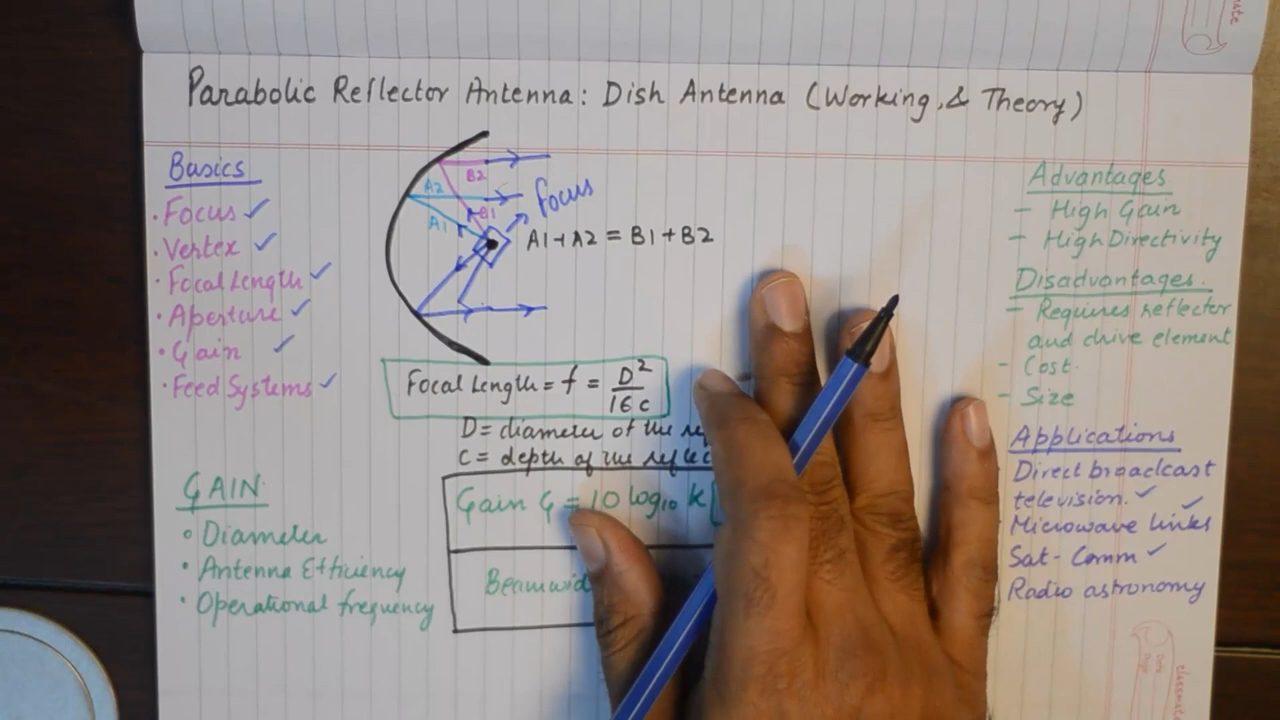 Parabolic Reflector Antenna: Dish Antenna (Working, & Theory)
Basics
• Focus ✓
• Vertex ✓
• Focal Length ✓
• Aperture ✓
• Gain ✓
• Feed Systems ✓
GAIN
• Diameter
• Antenna Efficiency
• Operational frequency
B2
A2
B1
A1
Focus
A1+A2 = B1+B2
Focal Length = f = D²/16c
D = diameter of the
C = depth of the
Gain G = 10 log₁₀ k
Advantages
- High Gain
- High Directivity
Disadvantages.
- Requires reflector
and drive element
- Cost.
- Size
Applications
Direct broadcast
television. ✓
Microwave links ✓
Sat-Comm ✓
Radio astronomy
classmate